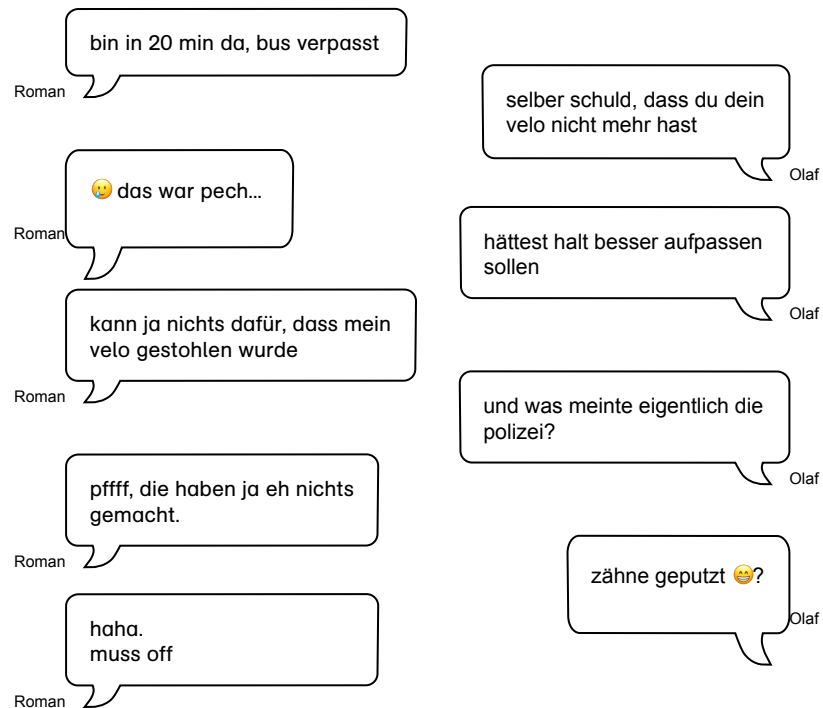 bin in 20 min da, bus verpasst
Roman
selber schuld, dass du dein
velo nicht mehr hast
Olaf
🥲 das war pech...
Roman
hättest halt besser aufpassen
sollen
Olaf
kann ja nichts dafür, dass mein
velo gestohlen wurde
Roman
und was meinte eigentlich die
polizei?
Olaf
pffff, die haben ja eh nichts
gemacht.
Roman
zähne geputzt 😁?
Olaf
haha.
muss off
Roman